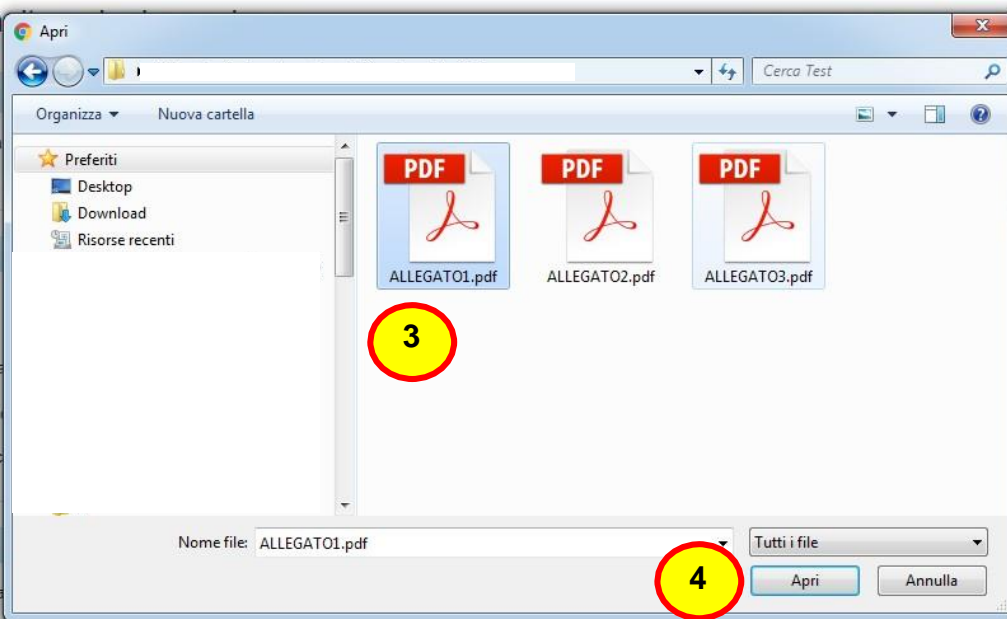 Apri
Cerca Test
Organizza Nuova cartella
Preferiti
Desktop
Download
Risorse recenti
PDF PDF PDF
ALLEGATO1.pdf ALLEGATO2.pdf ALLEGATO3.pdf
3
Nome file: ALLEGATO1.pdf Tutti i file
4 Apri Annulla